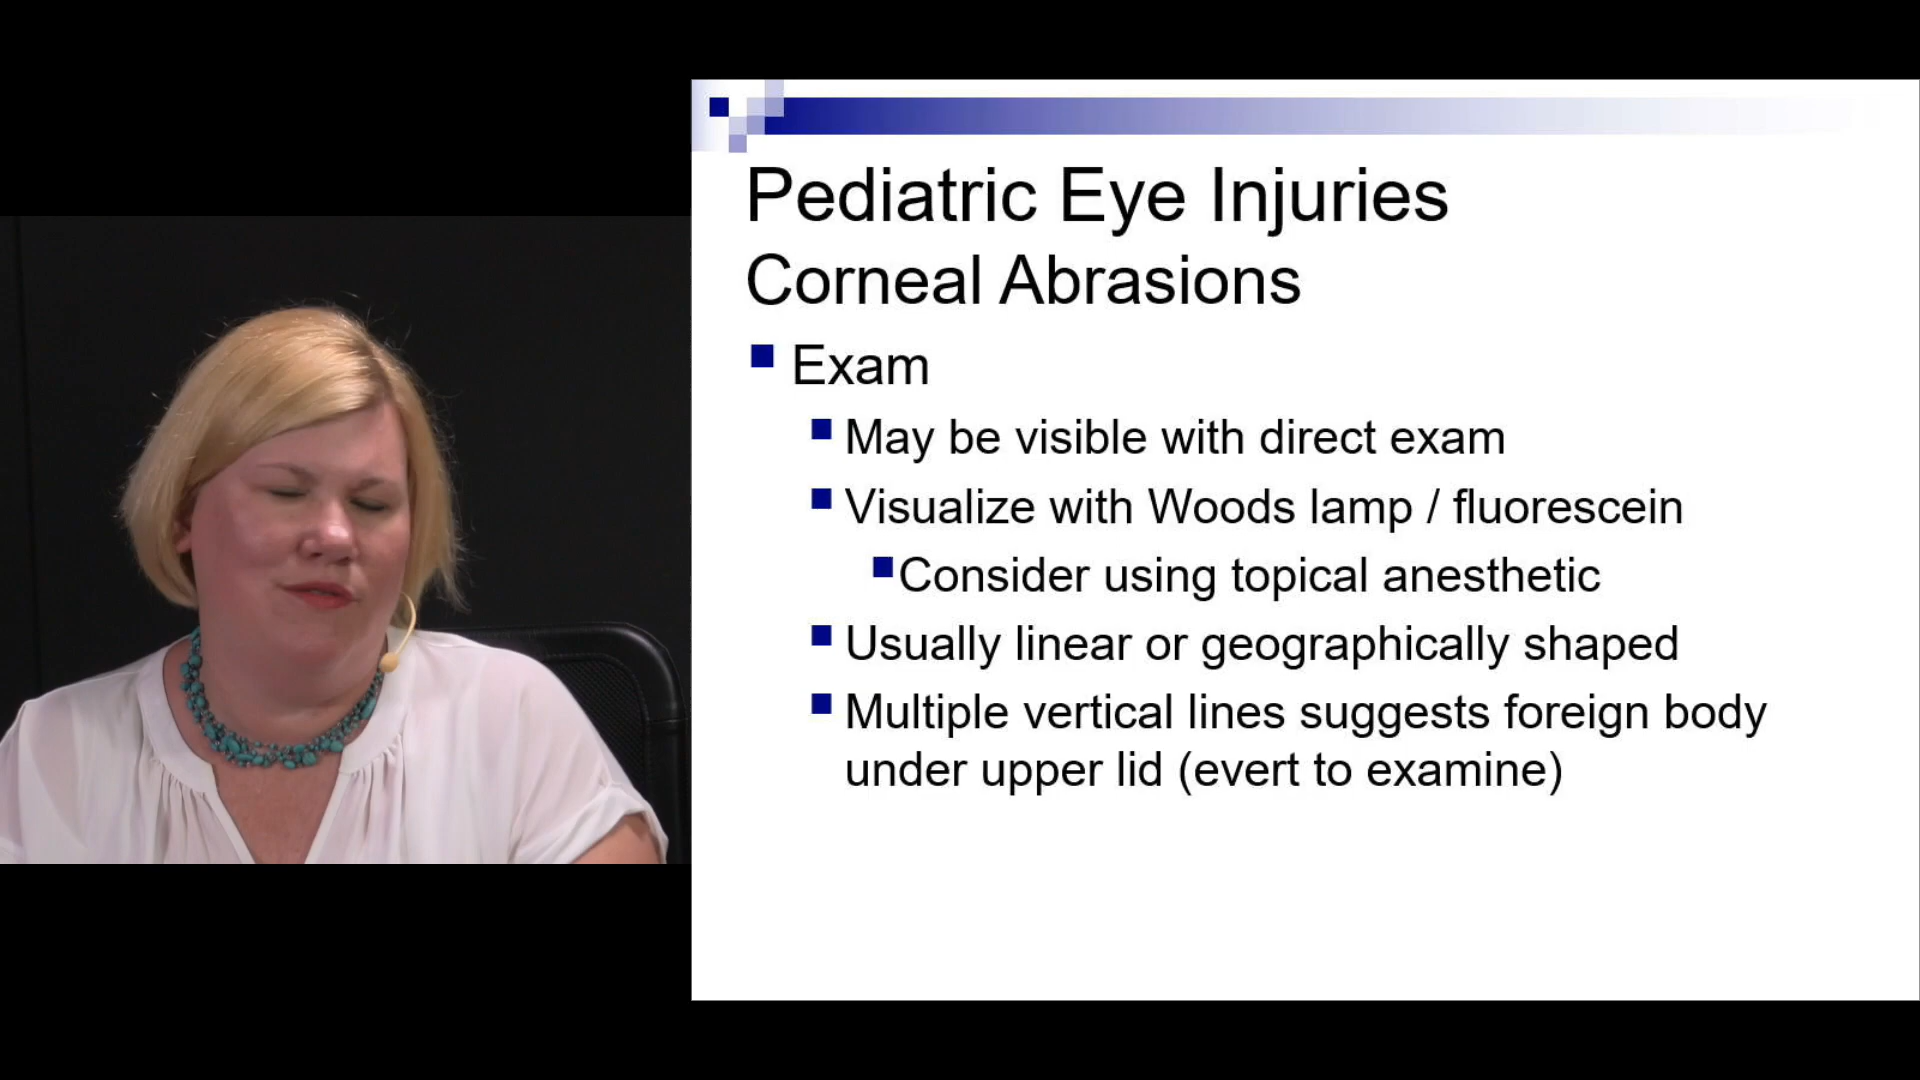 Pediatric Eye Injuries
Corneal Abrasions
Exam
May be visible with direct exam
Visualize with Woods lamp / fluorescein
Consider using topical anesthetic
Usually linear or geographically shaped
Multiple vertical lines suggests foreign body
under upper lid (evert to examine)